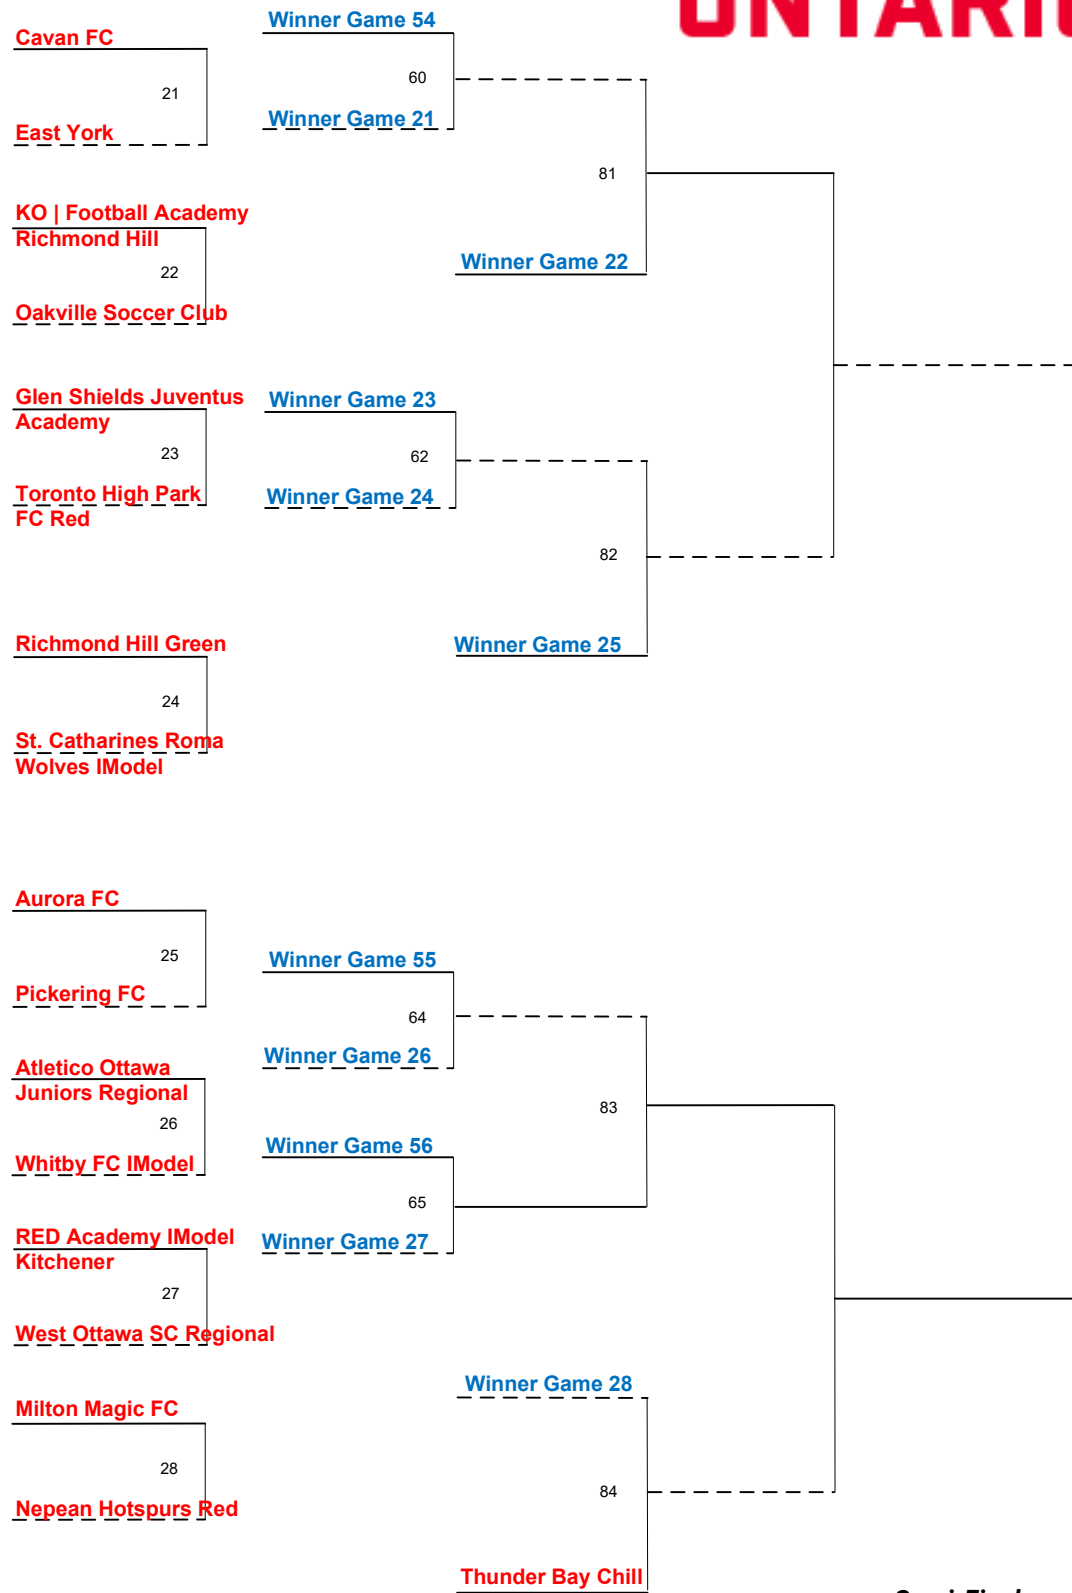 ONTARIO
Cavan FC
Winner Game 54
21
60
East York
Winner Game 21
81
KO | Football Academy
Richmond Hill
22
Winner Game 22
Oakville Soccer Club
Glen Shields Juventus
Academy
Winner Game 23
23
62
Toronto High Park
FC Red
Winner Game 24
82
Richmond Hill Green
Winner Game 25
24
St. Catharines Roma
Wolves IModel
Aurora FC
25
Winner Game 55
Pickering FC
64
Atletico Ottawa
Juniors Regional
Winner Game 26
26
83
Whitby FC IModel
Winner Game 56
65
RED Academy IModel
Kitchener
Winner Game 27
27
West Ottawa SC Regional
Winner Game 28
Milton Magic FC
28
84
Nepean Hotspurs Red
Thunder Bay Chill